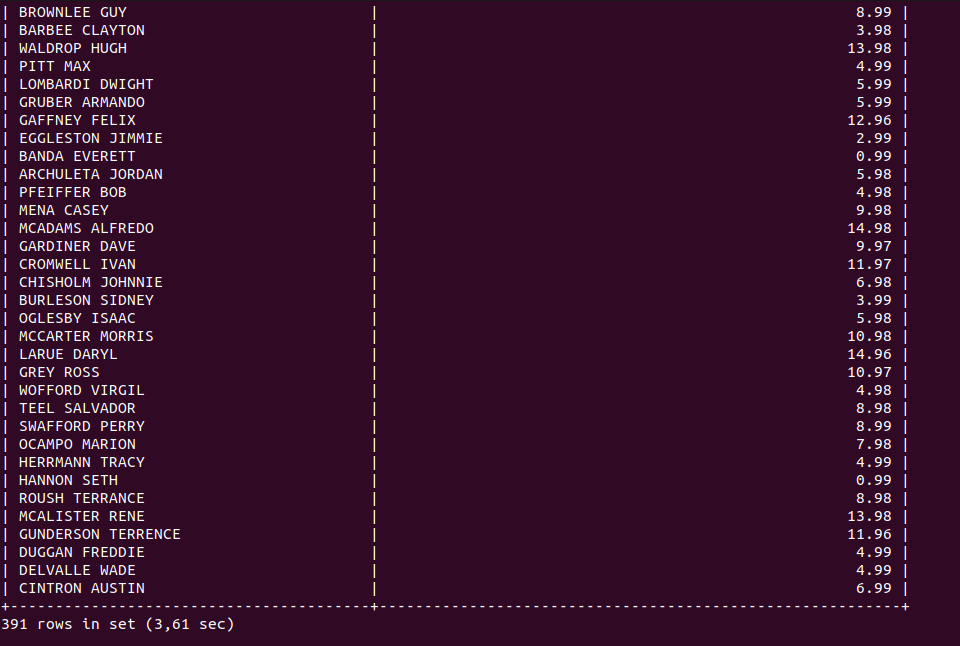 | BROWNLEE GUY | 8.99 |
| BARBEE CLAYTON | 3.98 |
| WALDROP HUGH | 13.98 |
| PITT MAX | 4.99 |
| LOMBARDI DWIGHT | 5.99 |
| GRUBER ARMANDO | 5.99 |
| GAFFNEY FELIX | 12.96 |
| EGGLESTON JIMMIE | 2.99 |
| BANDA EVERETT | 0.99 |
| ARCHULETA JORDAN | 5.98 |
| PFEIFFER BOB | 4.98 |
| MENA CASEY | 9.98 |
| MCADAMS ALFREDO | 14.98 |
| GARDINER DAVE | 9.97 |
| CROMWELL IVAN | 11.97 |
| CHISHOLM JOHNNIE | 6.98 |
| BURLESON SIDNEY | 3.99 |
| OGLESBY ISAAC | 5.98 |
| MCCARTER MORRIS | 10.98 |
| LARUE DARYL | 14.96 |
| GREY ROSS | 10.97 |
| WOFFORD VIRGIL | 4.98 |
| TEEL SALVADOR | 8.98 |
| SWAFFORD PERRY | 8.99 |
| OCAMPO MARION | 7.98 |
| HERRMANN TRACY | 4.99 |
| HANNON SETH | 0.99 |
| ROUSH TERRANCE | 8.98 |
| MCALISTER RENE | 13.98 |
| GUNDERSON TERRENCE | 11.96 |
| DUGGAN FREDDIE | 4.99 |
| DELVALLE WADE | 4.99 |
| CINTRON AUSTIN | 6.99 |
+----------------------------------------+----------------------------------------------------------+
391 rows in set (3,61 sec)